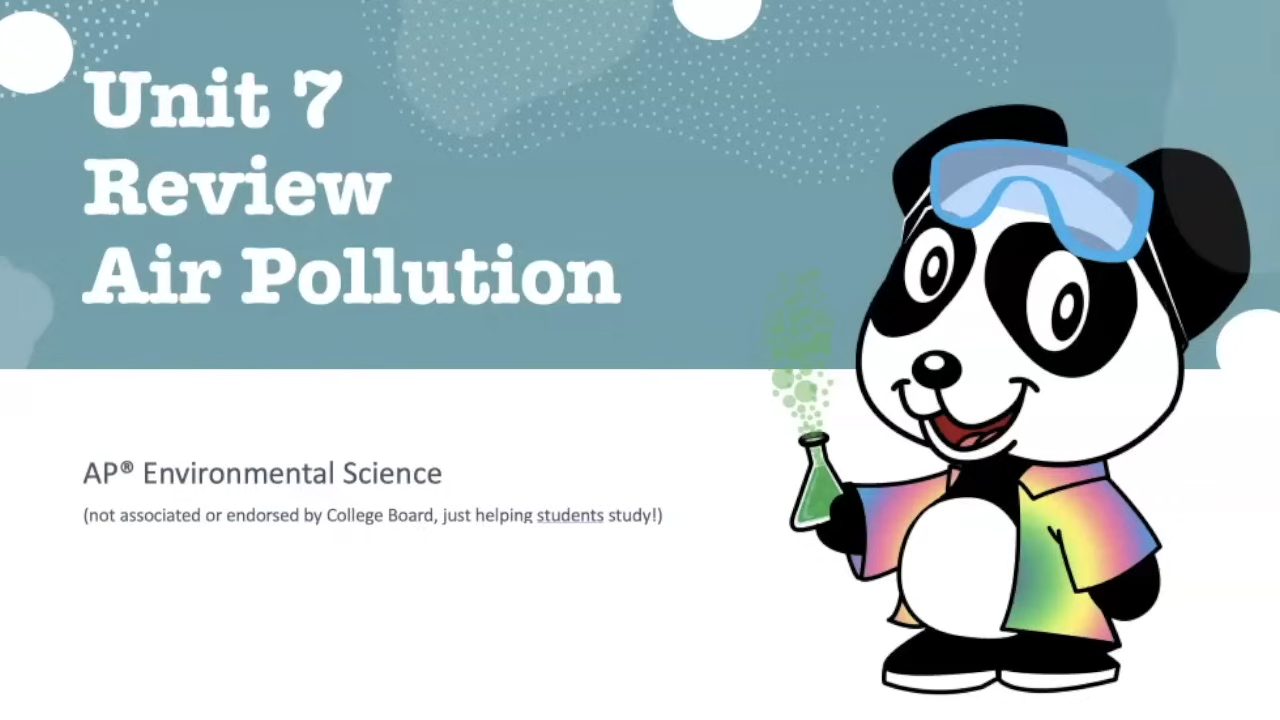 Unit 7
Review
Air Pollution
AP® Environmental Science
(not associated or endorsed by College Board, just helping students study!)